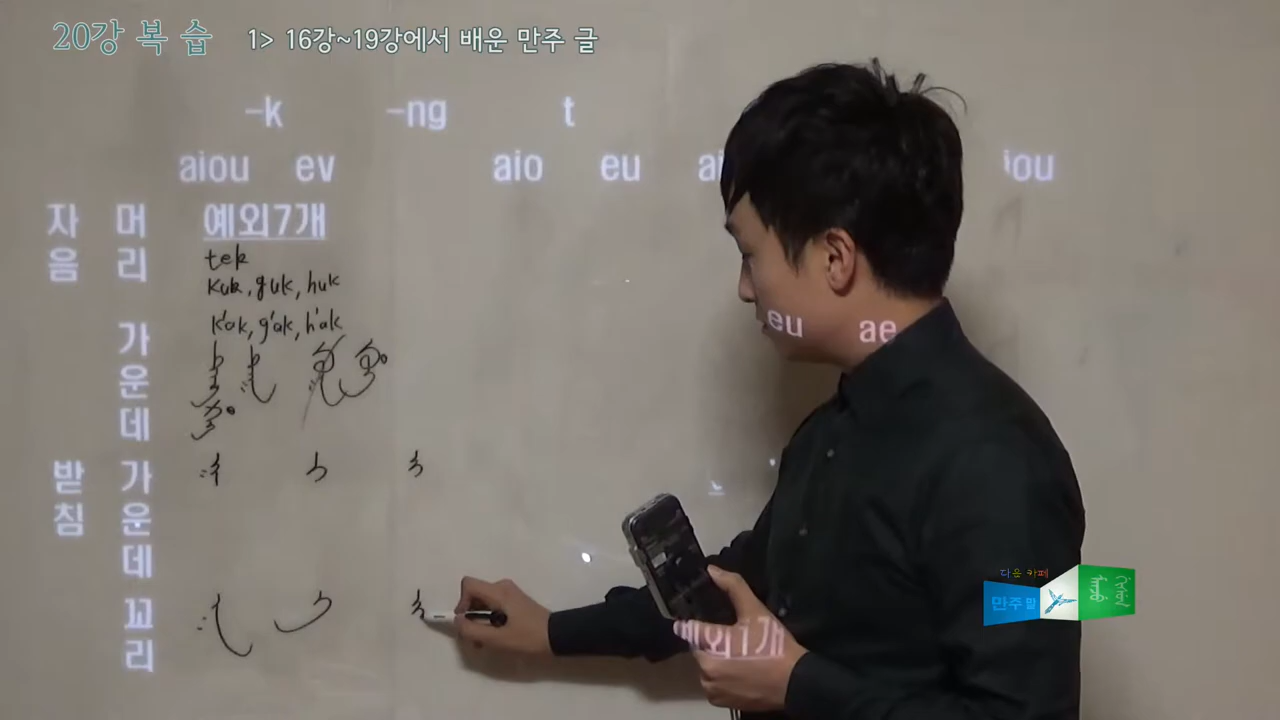 20강 복 습 1> 16강~19강에서 배운 만주 글
-k -ng t
aiou ev aio eu ai iou
자음 머리 예외7개
tek
kuk, guk, huk
k'ak, g'ak, h'ak
가운데
받침 가운데
꼬리
eu ae
예외7개
다음 카페
만주 말